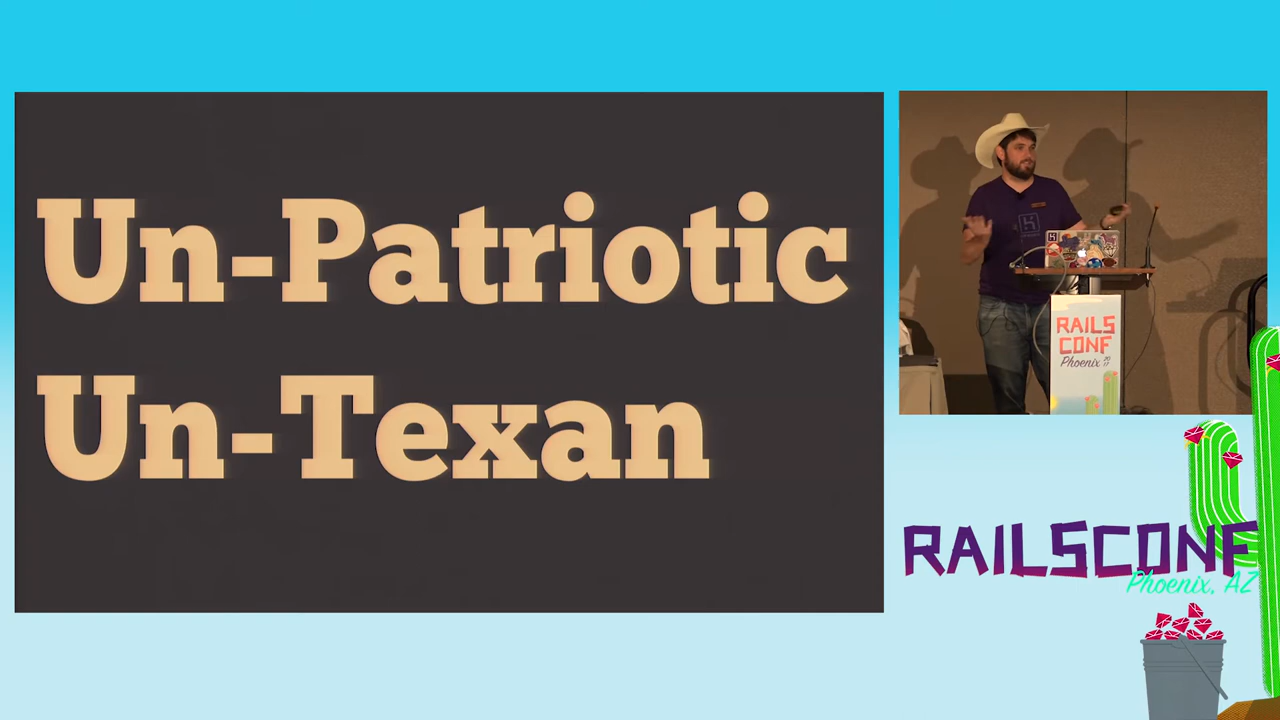 Un-Patriotic
Un-Texan
RAILS
CONF
Phoenix
RAILSCONF
Phoenix, AZ